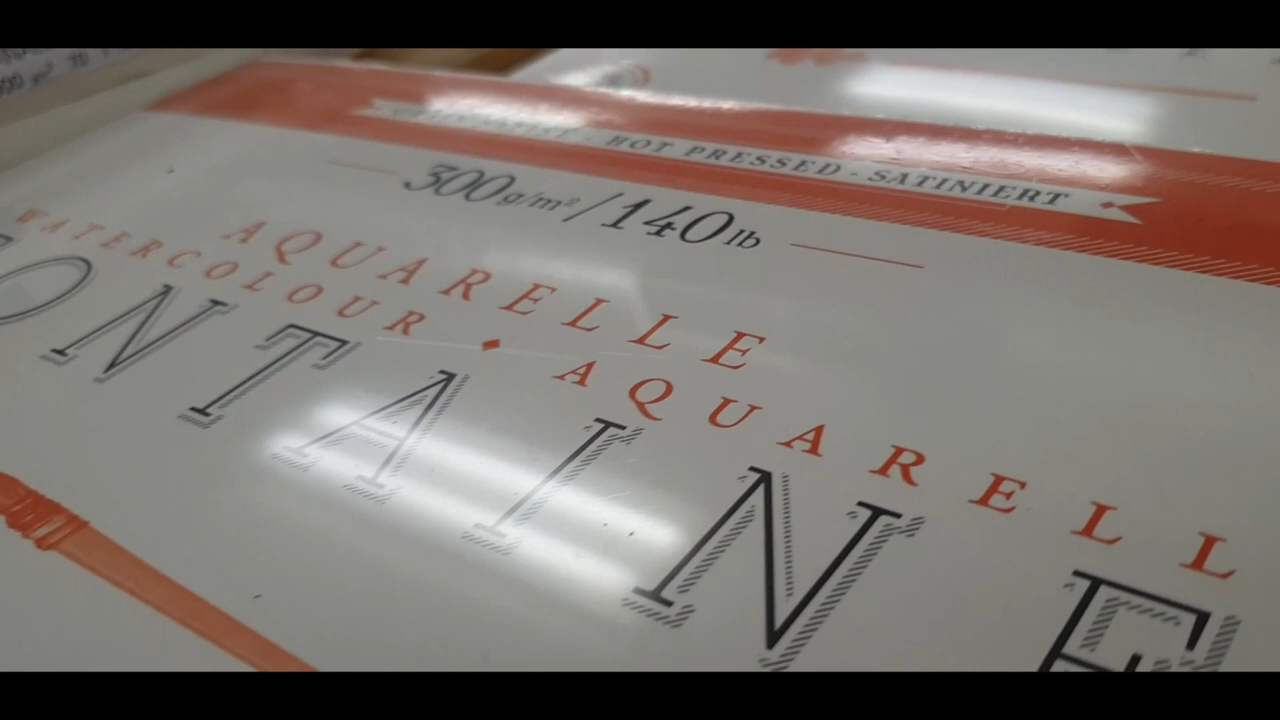 HOT PRESSED - SATINIERT
300g/m² / 140lb
AQUARELLE
WATERCOLOUR ♦ AQUARELL
ONTAINE